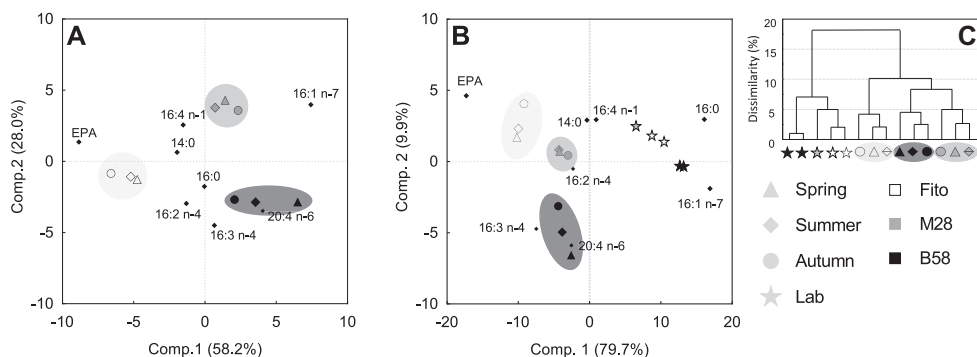 A
Comp.2 (28.0%)
10
5
0
-5
-10
-10
-5
0
5
10
Comp.1 (58.2%)
EPA
16:4 n-1
14:0
16:1 n-7
16:0
16:2 n-4
20:4 n-6
16:3 n-4
B
Comp. 2 (9.9%)
10
5
0
-5
-10
-20
-10
0
10
20
Comp. 1 (79.7%)
EPA
14:0
16:4 n-1
16:0
16:2 n-4
16:1 n-7
16:3 n-4
20:4 n-6
C
Dissimilarity (%)
20
15
10
5
0
Spring
Summer
Autumn
Lab
Fito
M28
B58